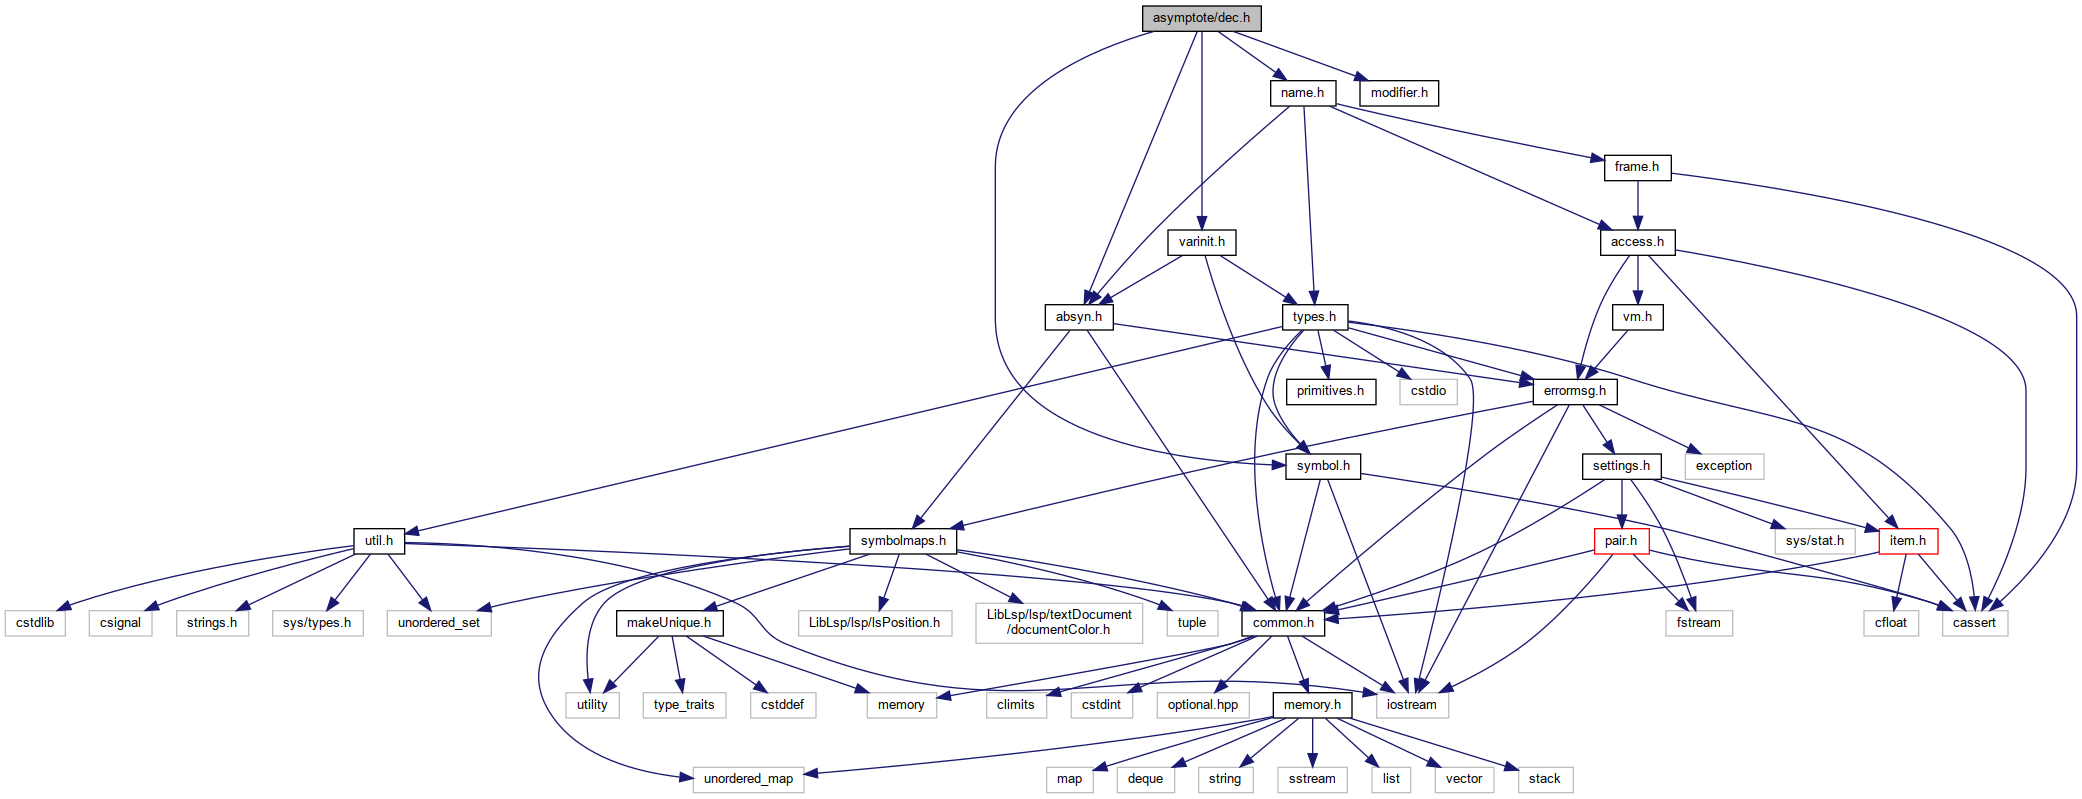 asymptote/dec.h
name.h
modifier.h
frame.h
varinit.h
access.h
absyn.h
types.h
vm.h
primitives.h
cstdio
errormsg.h
symbol.h
settings.h
exception
util.h
symbolmaps.h
pair.h
sys/stat.h
item.h
cstdlib
csignal
strings.h
sys/types.h
unordered_set
makeUnique.h
LibLsp/lsp/lsPosition.h
LibLsp/lsp/textDocument
/documentColor.h
tuple
common.h
fstream
cfloat
cassert
utility
type_traits
cstddef
memory
climits
cstdint
optional.hpp
memory.h
iostream
unordered_map
map
deque
string
sstream
list
vector
stack